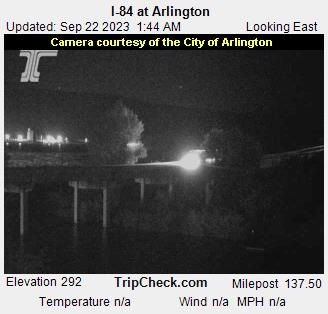 I-84 at Arlington
Updated: Sep 22 2023 1:44 AM Looking East
Camera courtesy of the City of Arlington
Elevation 292 TripCheck.com Milepost 137.50
Temperature n/a Wind n/a MPH n/a